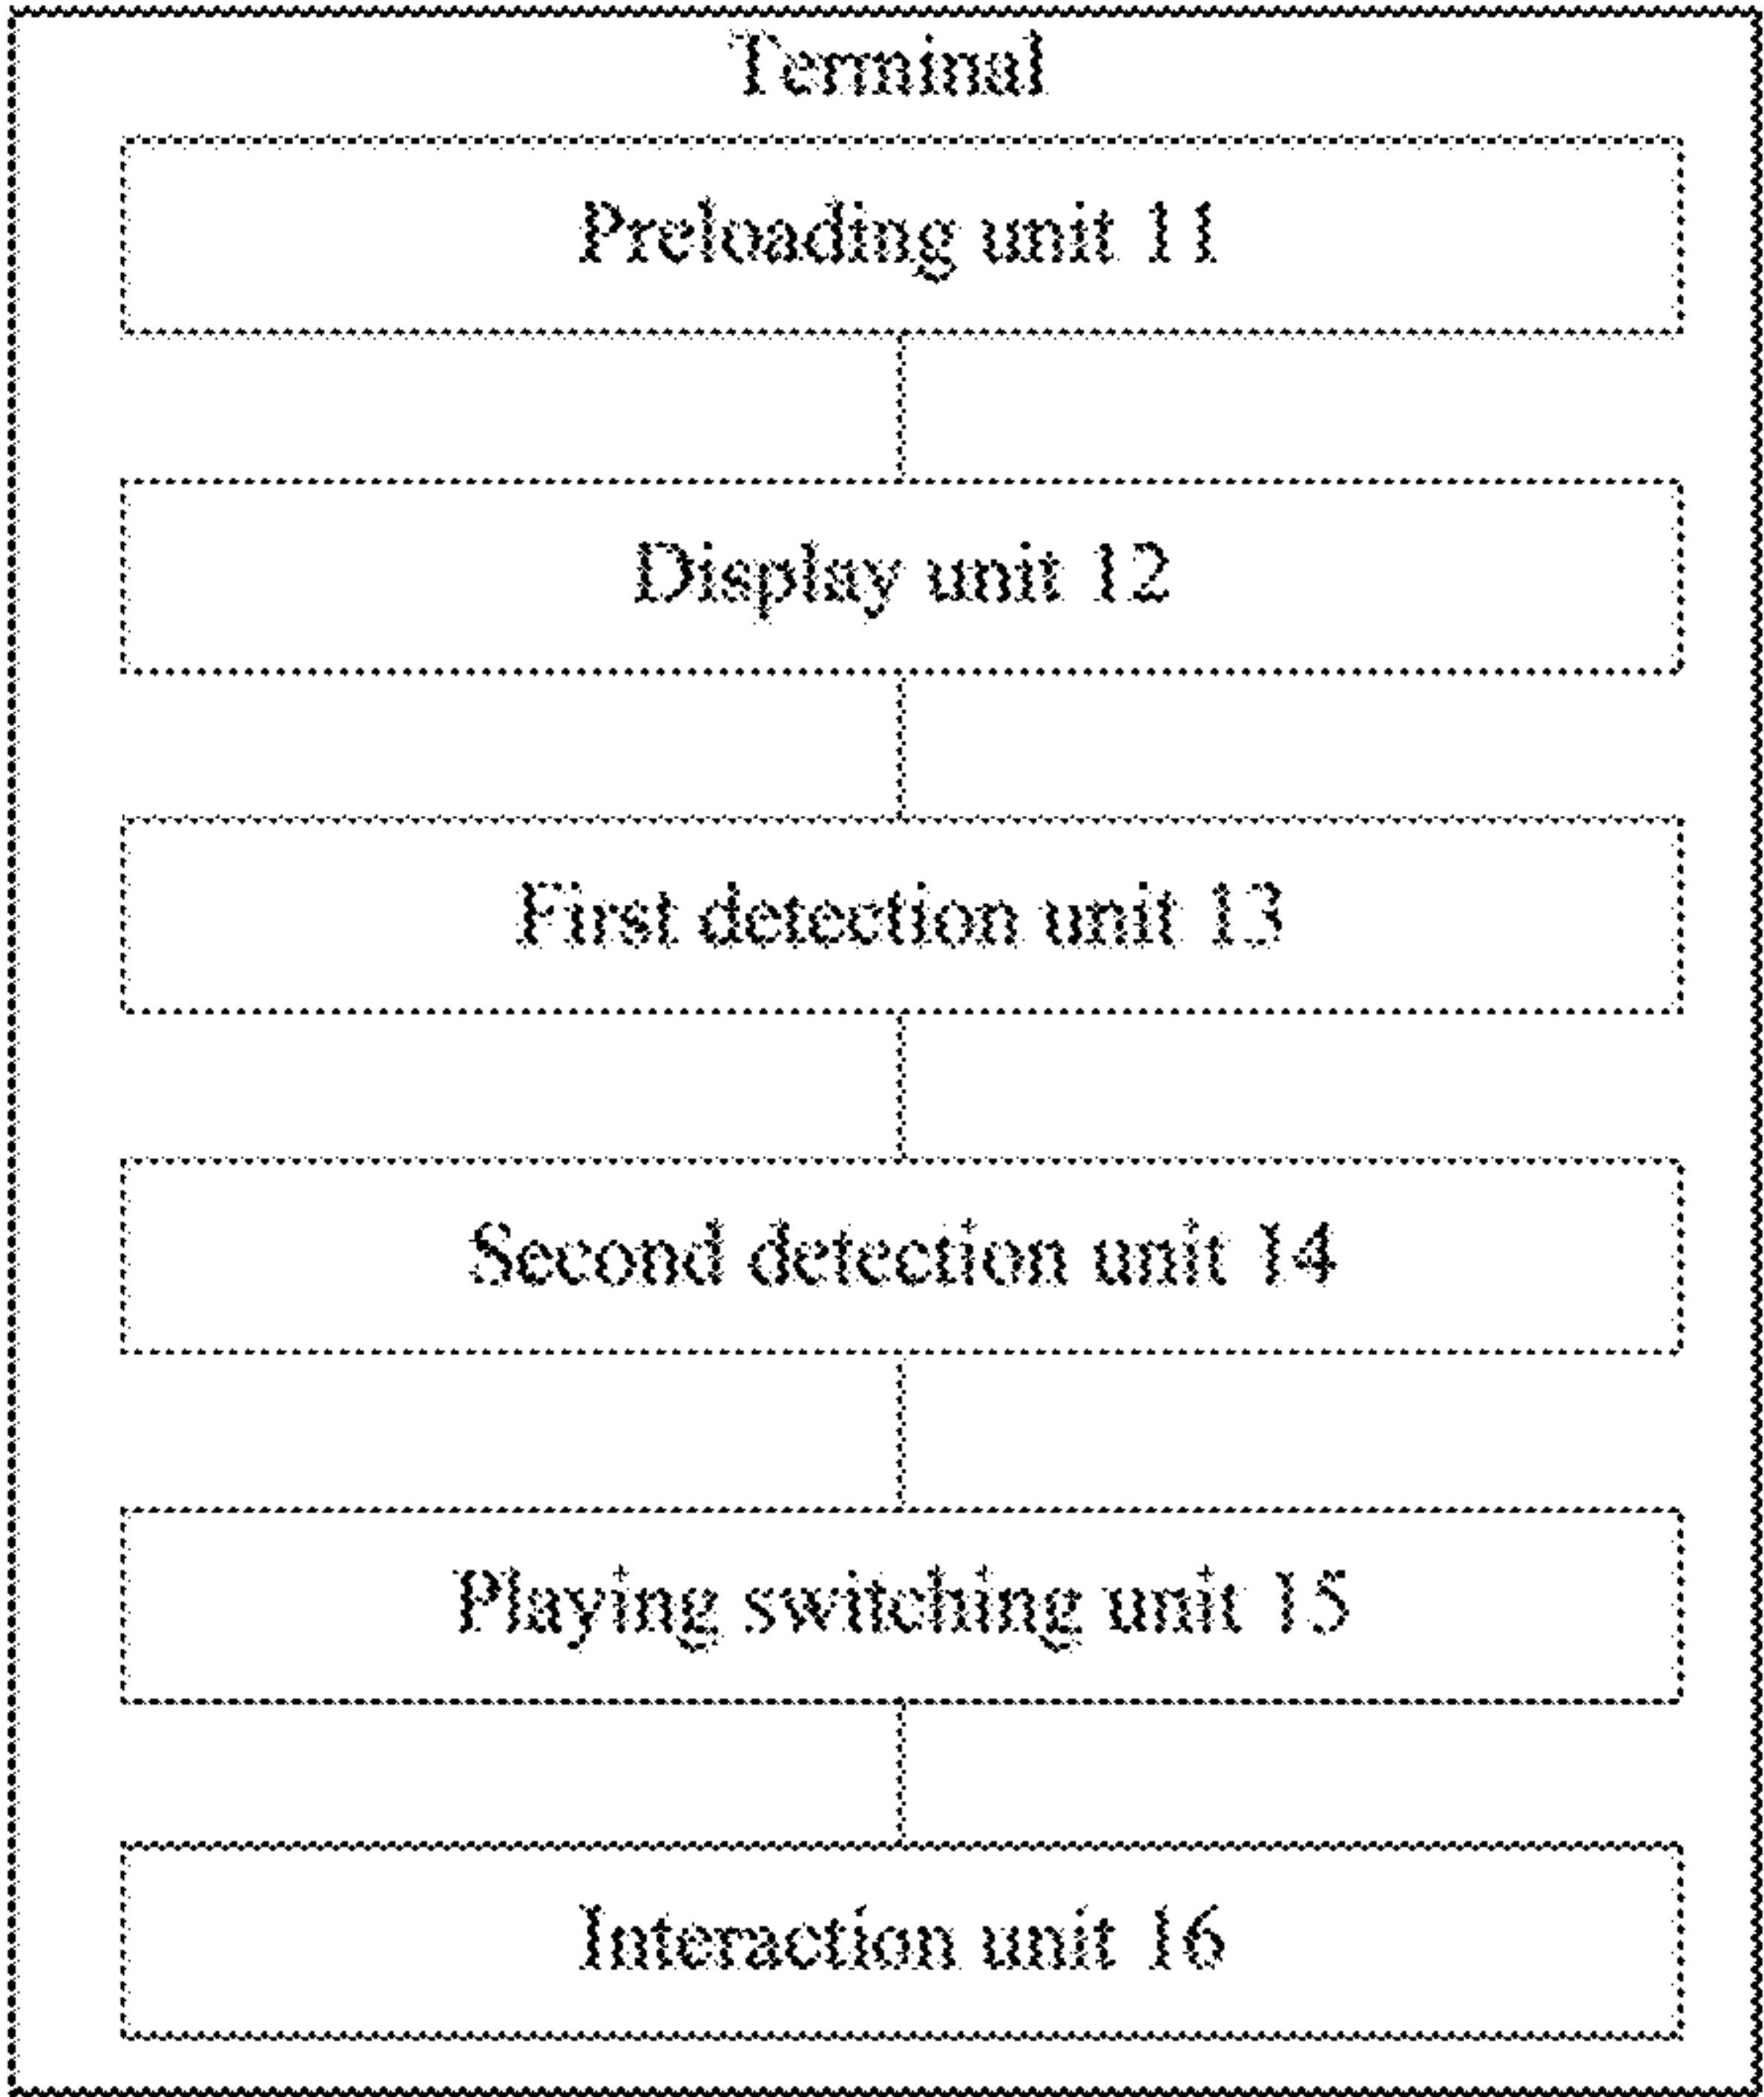 Terminal
Preloading unit 11
Display unit 12
First detection unit 13
Second detection unit 14
Playing switching unit 15
Interaction unit 16